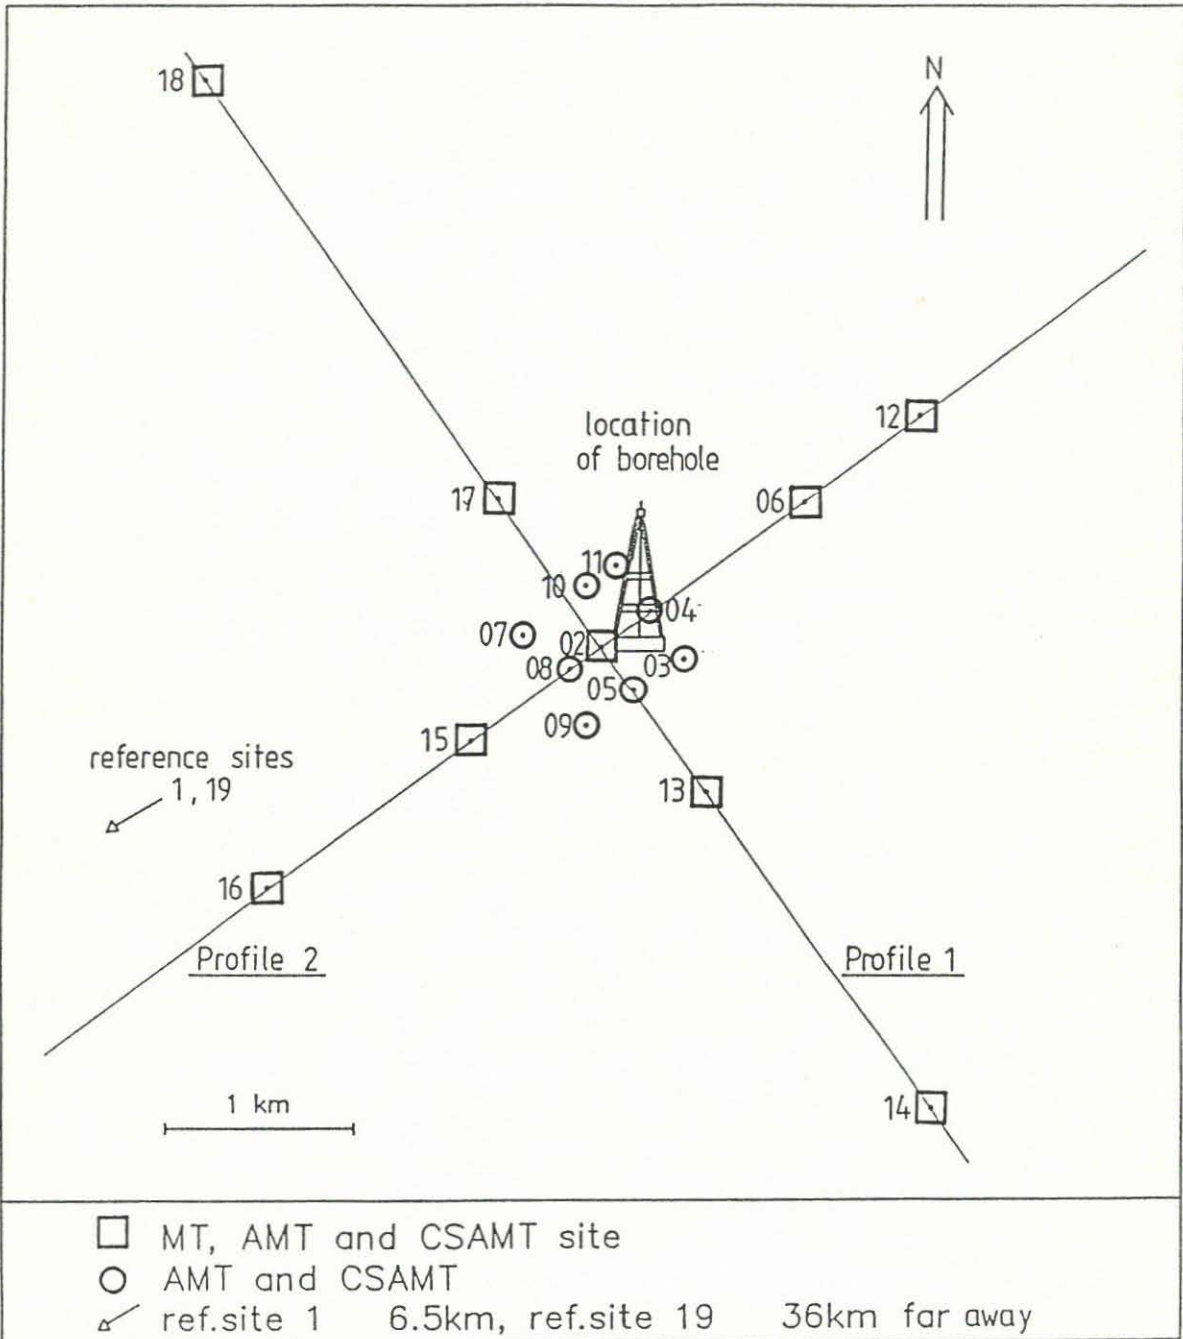 18
N
12
location
of borehole
17
06
11
10
04
07
02
03
08
05
09
15
reference sites
1, 19
13
16
Profile 2
Profile 1
1 km
14
MT, AMT and CSAMT site
AMT and CSAMT
ref.site 1 6.5km, ref.site 19 36km far away